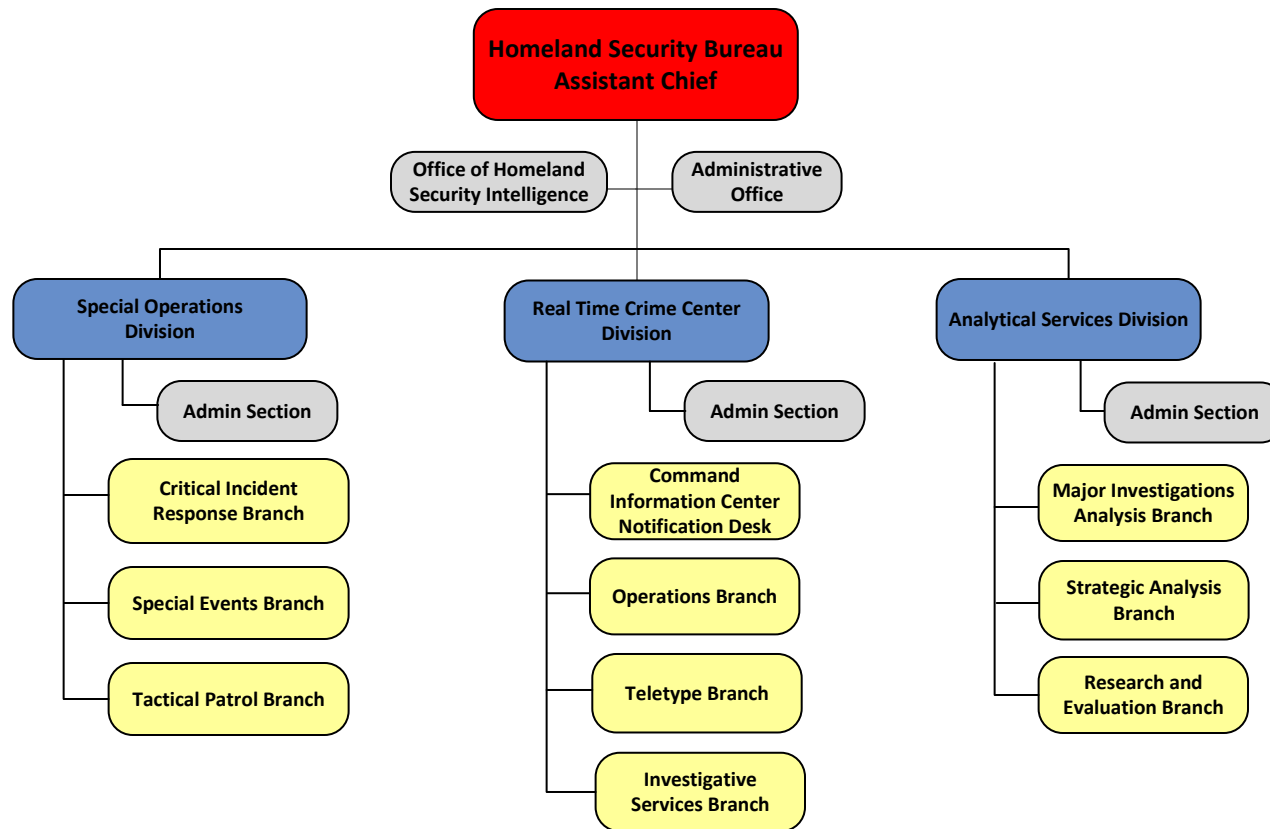 Homeland Security Bureau
Assistant Chief
Office of Homeland
Security Intelligence
Administrative
Office
Special Operations
Division
Real Time Crime Center
Division
Analytical Services Division
Admin Section
Admin Section
Admin Section
Critical Incident
Response Branch
Special Events Branch
Tactical Patrol Branch
Command
Information Center
Notification Desk
Operations Branch
Teletype Branch
Investigative
Services Branch
Major Investigations
Analysis Branch
Strategic Analysis
Branch
Research and
Evaluation Branch